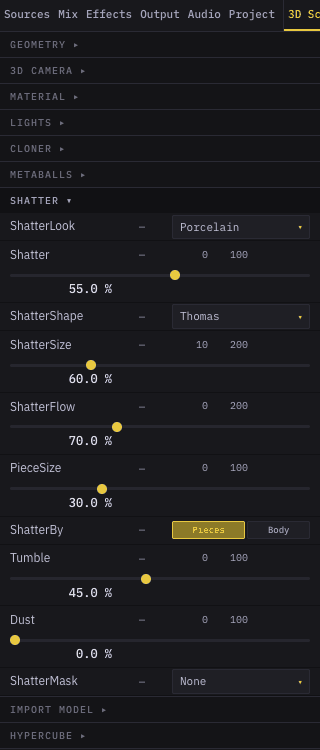 Sources Mix Effects Output Audio Project 3D Sc
GEOMETRY ▸
3D CAMERA ▸
MATERIAL ▸
LIGHTS ▸
CLONER ▸
METABALLS ▸
SHATTER ▾
ShatterLook – Porcelain ▾
Shatter – 0 100
55.0 %
ShatterShape – Thomas ▾
ShatterSize – 10 200
60.0 %
ShatterFlow – 0 200
70.0 %
PieceSize – 0 100
30.0 %
ShatterBy – Pieces Body
Tumble – 0 100
45.0 %
Dust – 0 100
0.0 %
ShatterMask – None ▾
IMPORT MODEL ▸
HYPERCUBE ▸